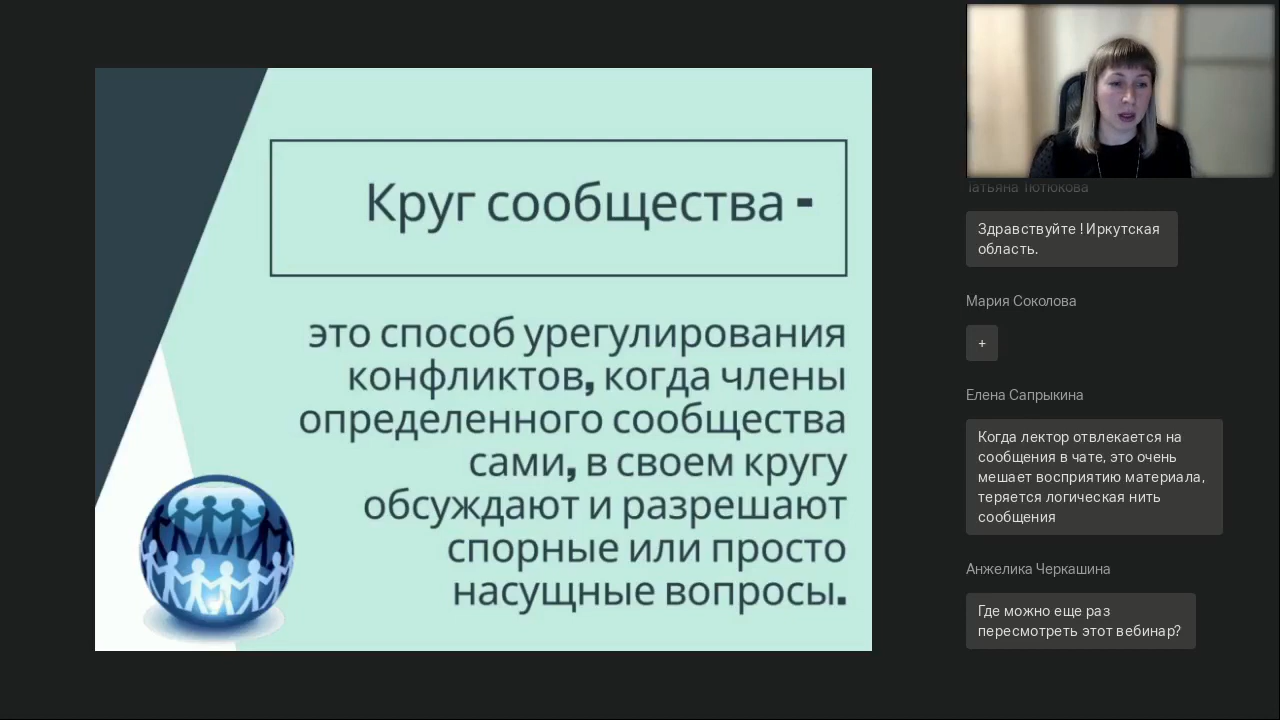 Круг сообщества -
это способ урегулирования
конфликтов, когда члены
определенного сообщества
сами, в своем кругу
обсуждают и разрешают
спорные или просто
насущные вопросы.
Татьяна Тютюкова
Здравствуйте ! Иркутская
область.
Мария Соколова
+
Елена Сапрыкина
Когда лектор отвлекается на
сообщения в чате, это очень
мешает восприятию материала,
теряется логическая нить
сообщения
Анжелика Черкашина
Где можно еще раз
пересмотреть этот вебинар?